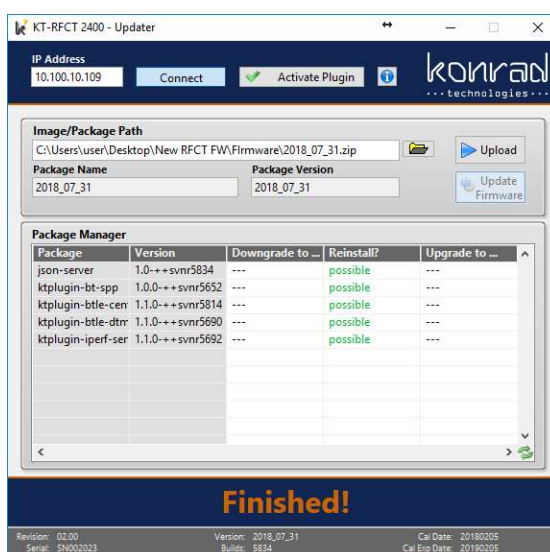 KT-RFCT 2400 - Updater
IP Address
10.100.10.109 Connect Activate Plugin
konrad
technologies
Image/Package Path
C:\Users\user\Desktop\New RFCT FW\FIrmware\2018_07_31.zip Upload
Package Name Package Version
2018_07_31 2018_07_31 Update Firmware
Package Manager
Package Version Downgrade to ... Reinstall? Upgrade to ...
json-server 1.0-++svnr5834 --- possible ---
ktplugin-bt-spp 1.0.0-++svnr5652 --- possible ---
ktplugin-btle-cen 1.1.0-++svnr5814 --- possible ---
ktplugin-btle-dtm 1.1.0-++svnr5690 --- possible ---
ktplugin-iperf-ser 1.1.0-++svnr5692 --- possible ---
Finished!
Revision: 02.00 Version: 2018_07_31 Cal Date: 20180205
Serial: SN002023 Builds: 5834 Cal Exp Date: 20190205